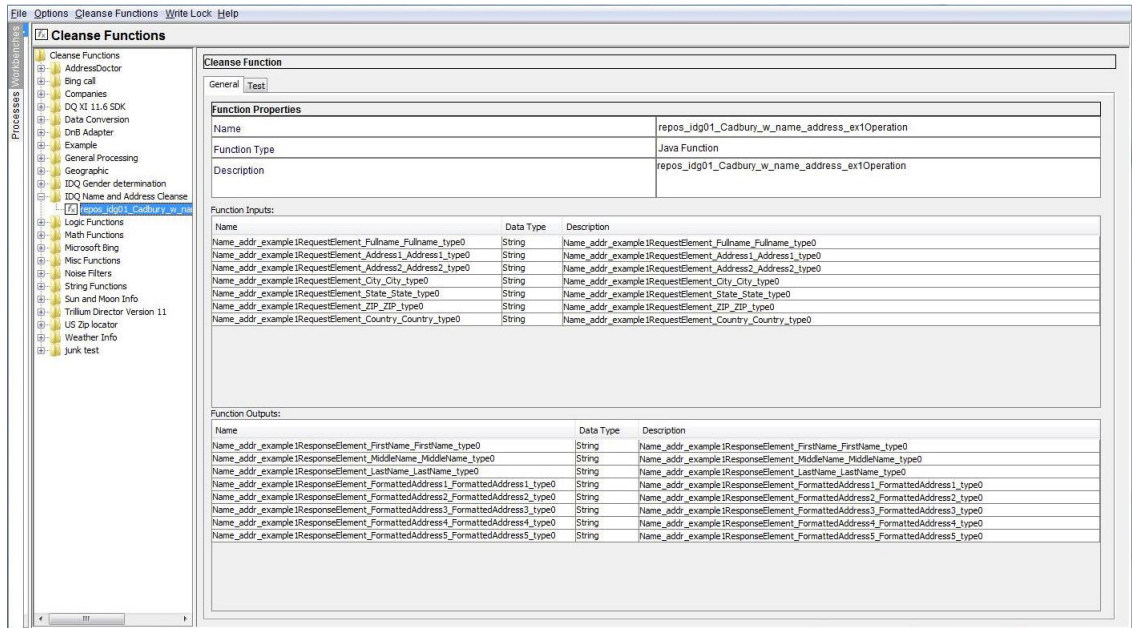 File Options Cleanse Functions Write Lock Help
Workbenches
Processes
Cleanse Functions
Cleanse Functions
AddressDoctor
Bing call
Companies
DQ XI 11.6 SDK
Data Conversion
DnB Adapter
Example
General Processing
Geographic
IDQ Gender determination
IDQ Name and Address Cleanse
repos_idg01_Cadbury_w_na
Logic Functions
Math Functions
Microsoft Bing
Misc Functions
Noise Filters
String Functions
Sun and Moon Info
Trillium Director Version 11
US Zip locator
Weather Info
junk test
Cleanse Function
General Test
Function Properties
Name repos_idg01_Cadbury_w_name_address_ex1Operation
Function Type Java Function
Description repos_idg01_Cadbury_w_name_address_ex1Operation
Function Inputs:
Name Data Type Description
Name_addr_example1RequestElement_Fullname_Fullname_type0 String Name_addr_example1RequestElement_Fullname_Fullname_type0
Name_addr_example1RequestElement_Address1_Address1_type0 String Name_addr_example1RequestElement_Address1_Address1_type0
Name_addr_example1RequestElement_Address2_Address2_type0 String Name_addr_example1RequestElement_Address2_Address2_type0
Name_addr_example1RequestElement_City_City_type0 String Name_addr_example1RequestElement_City_City_type0
Name_addr_example1RequestElement_State_State_type0 String Name_addr_example1RequestElement_State_State_type0
Name_addr_example1RequestElement_ZIP_ZIP_type0 String Name_addr_example1RequestElement_ZIP_ZIP_type0
Name_addr_example1RequestElement_Country_Country_type0 String Name_addr_example1RequestElement_Country_Country_type0
Function Outputs:
Name Data Type Description
Name_addr_example1ResponseElement_FirstName_FirstName_type0 String Name_addr_example1ResponseElement_FirstName_FirstName_type0
Name_addr_example1ResponseElement_MiddleName_MiddleName_type0 String Name_addr_example1ResponseElement_MiddleName_MiddleName_type0
Name_addr_example1ResponseElement_LastName_LastName_type0 String Name_addr_example1ResponseElement_LastName_LastName_type0
Name_addr_example1ResponseElement_FormattedAddress1_FormattedAddress1_type0 String Name_addr_example1ResponseElement_FormattedAddress1_FormattedAddress1_type0
Name_addr_example1ResponseElement_FormattedAddress2_FormattedAddress2_type0 String Name_addr_example1ResponseElement_FormattedAddress2_FormattedAddress2_type0
Name_addr_example1ResponseElement_FormattedAddress3_FormattedAddress3_type0 String Name_addr_example1ResponseElement_FormattedAddress3_FormattedAddress3_type0
Name_addr_example1ResponseElement_FormattedAddress4_FormattedAddress4_type0 String Name_addr_example1ResponseElement_FormattedAddress4_FormattedAddress4_type0
Name_addr_example1ResponseElement_FormattedAddress5_FormattedAddress5_type0 String Name_addr_example1ResponseElement_FormattedAddress5_FormattedAddress5_type0